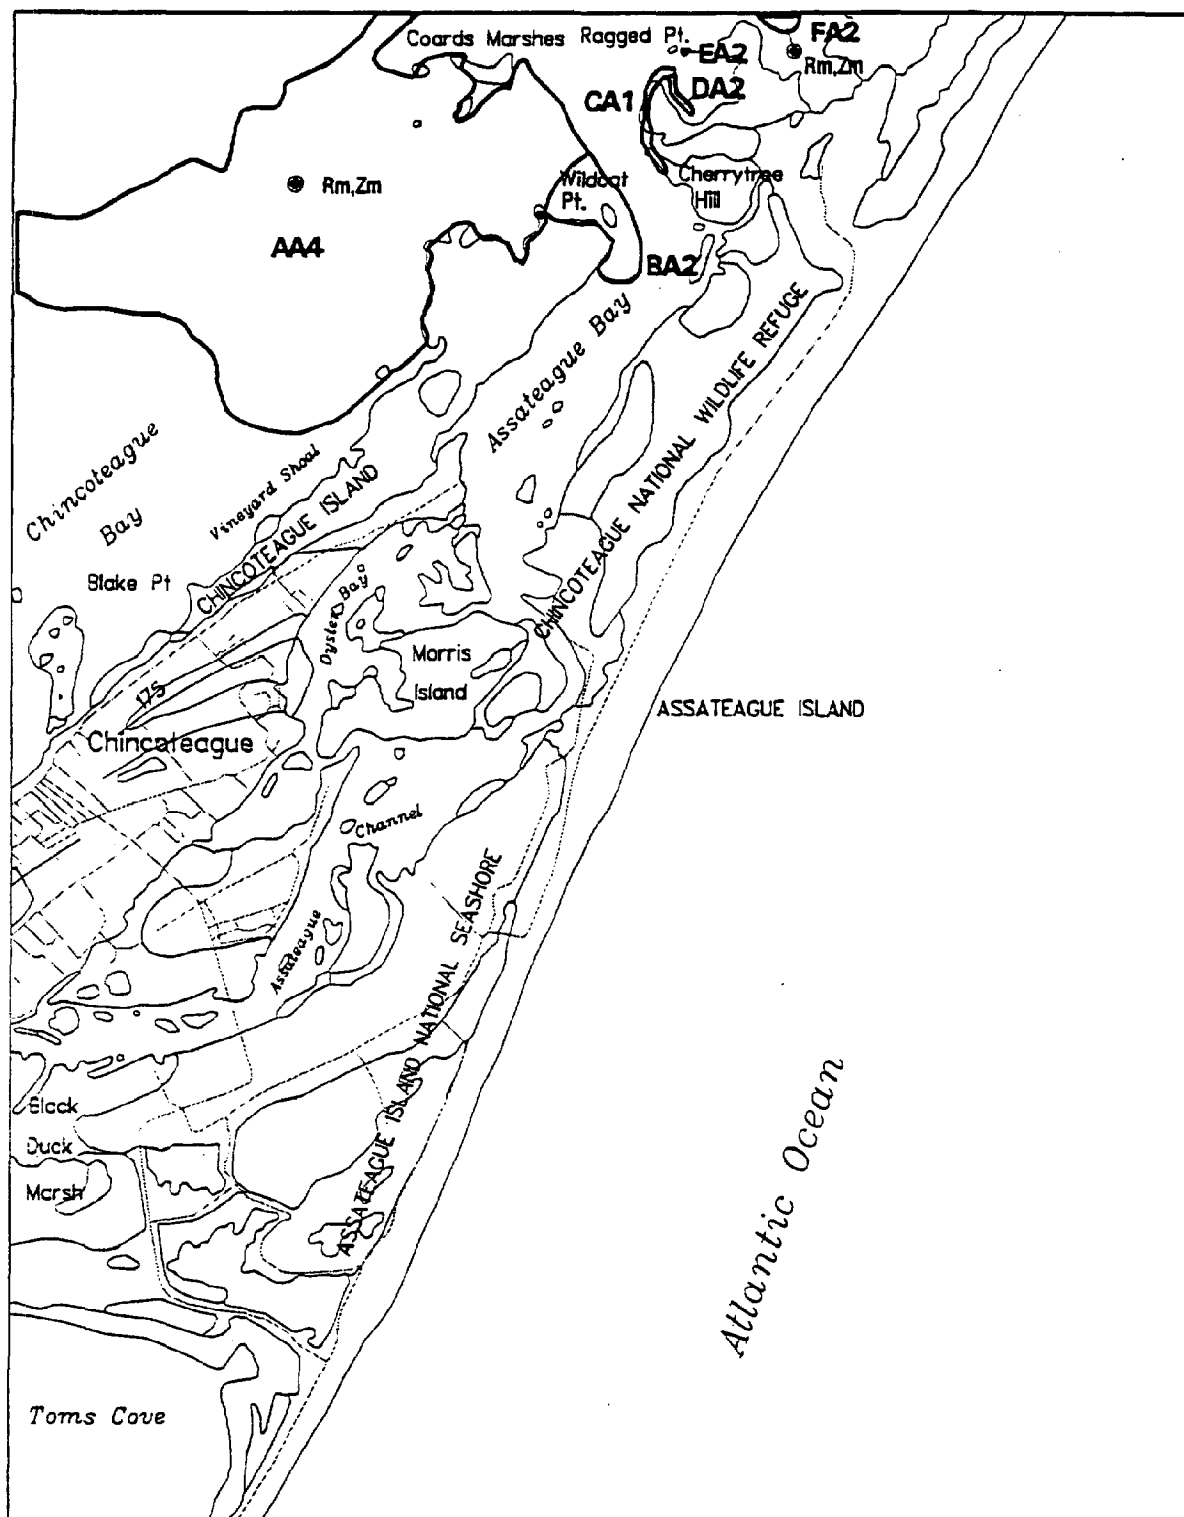 Coards Marshes
Ragged Pt.
FA2
EA2
Rm,Zm
CA1
DA2
Rm,Zm
Wildcat
Pt.
Cherrytree
Hill
AA4
BA2
Assateague Bay
CHINCOTEAGUE NATIONAL WILDLIFE REFUGE
Chincoteague
Bay
Vineyard Shoal
CHINCOTEAGUE ISLAND
Blake Pt
Oyster Bay
Morris
Island
175
ASSATEAGUE ISLAND
Chincoteague
Channel
Assateague
ASSATEAGUE ISLAND NATIONAL SEASHORE
Black
Duck
Marsh
Atlantic Ocean
Toms Cove